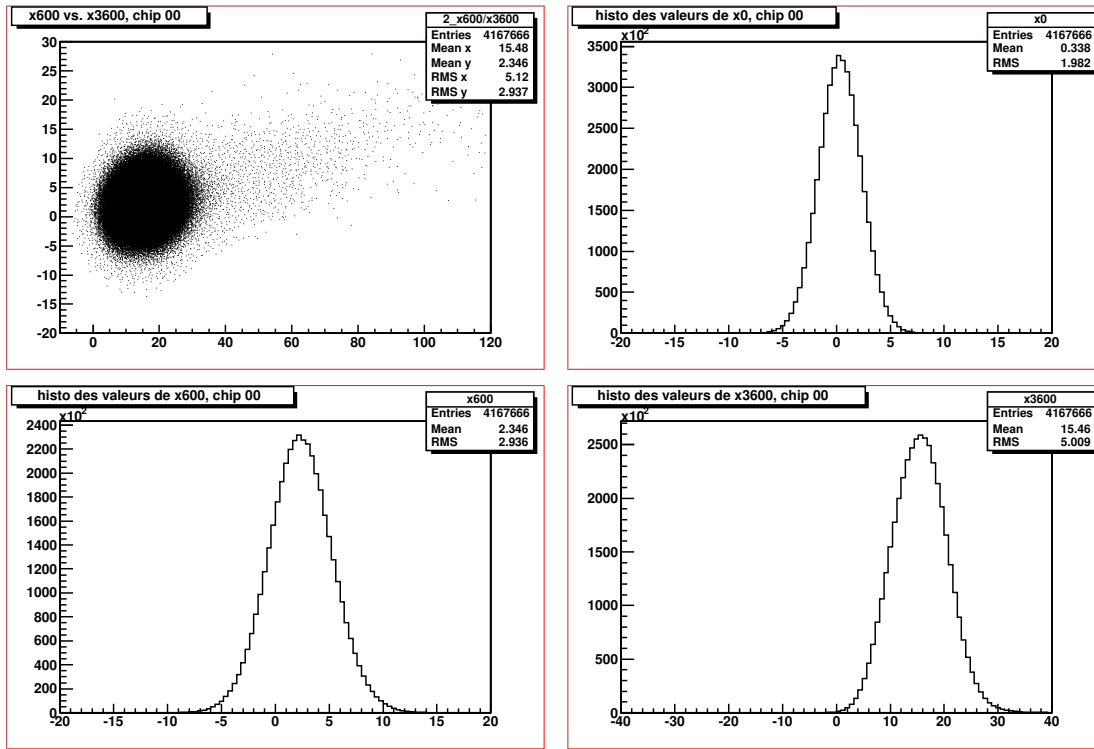 x600 vs. x3600, chip 00
2_x600/x3600
Entries 4167666
Mean x 15.48
Mean y 2.346
RMS x 5.12
RMS y 2.937
30
25
20
15
10
5
0
-5
-10
-15
-20
0 20 40 60 80 100 120
histo des valeurs de x0, chip 00
x0
Entries 4167666
Mean 0.338
RMS 1.982
x10²
3500
3000
2500
2000
1500
1000
500
0
-20 -15 -10 -5 0 5 10 15 20
histo des valeurs de x600, chip 00
x600
Entries 4167666
Mean 2.346
RMS 2.936
x10²
2400
2200
2000
1800
1600
1400
1200
1000
800
600
400
200
0
-20 -15 -10 -5 0 5 10 15 20
histo des valeurs de x3600, chip 00
x3600
Entries 4167666
Mean 15.46
RMS 5.009
x10²
2500
2000
1500
1000
500
0
-40 -30 -20 -10 0 10 20 30 40